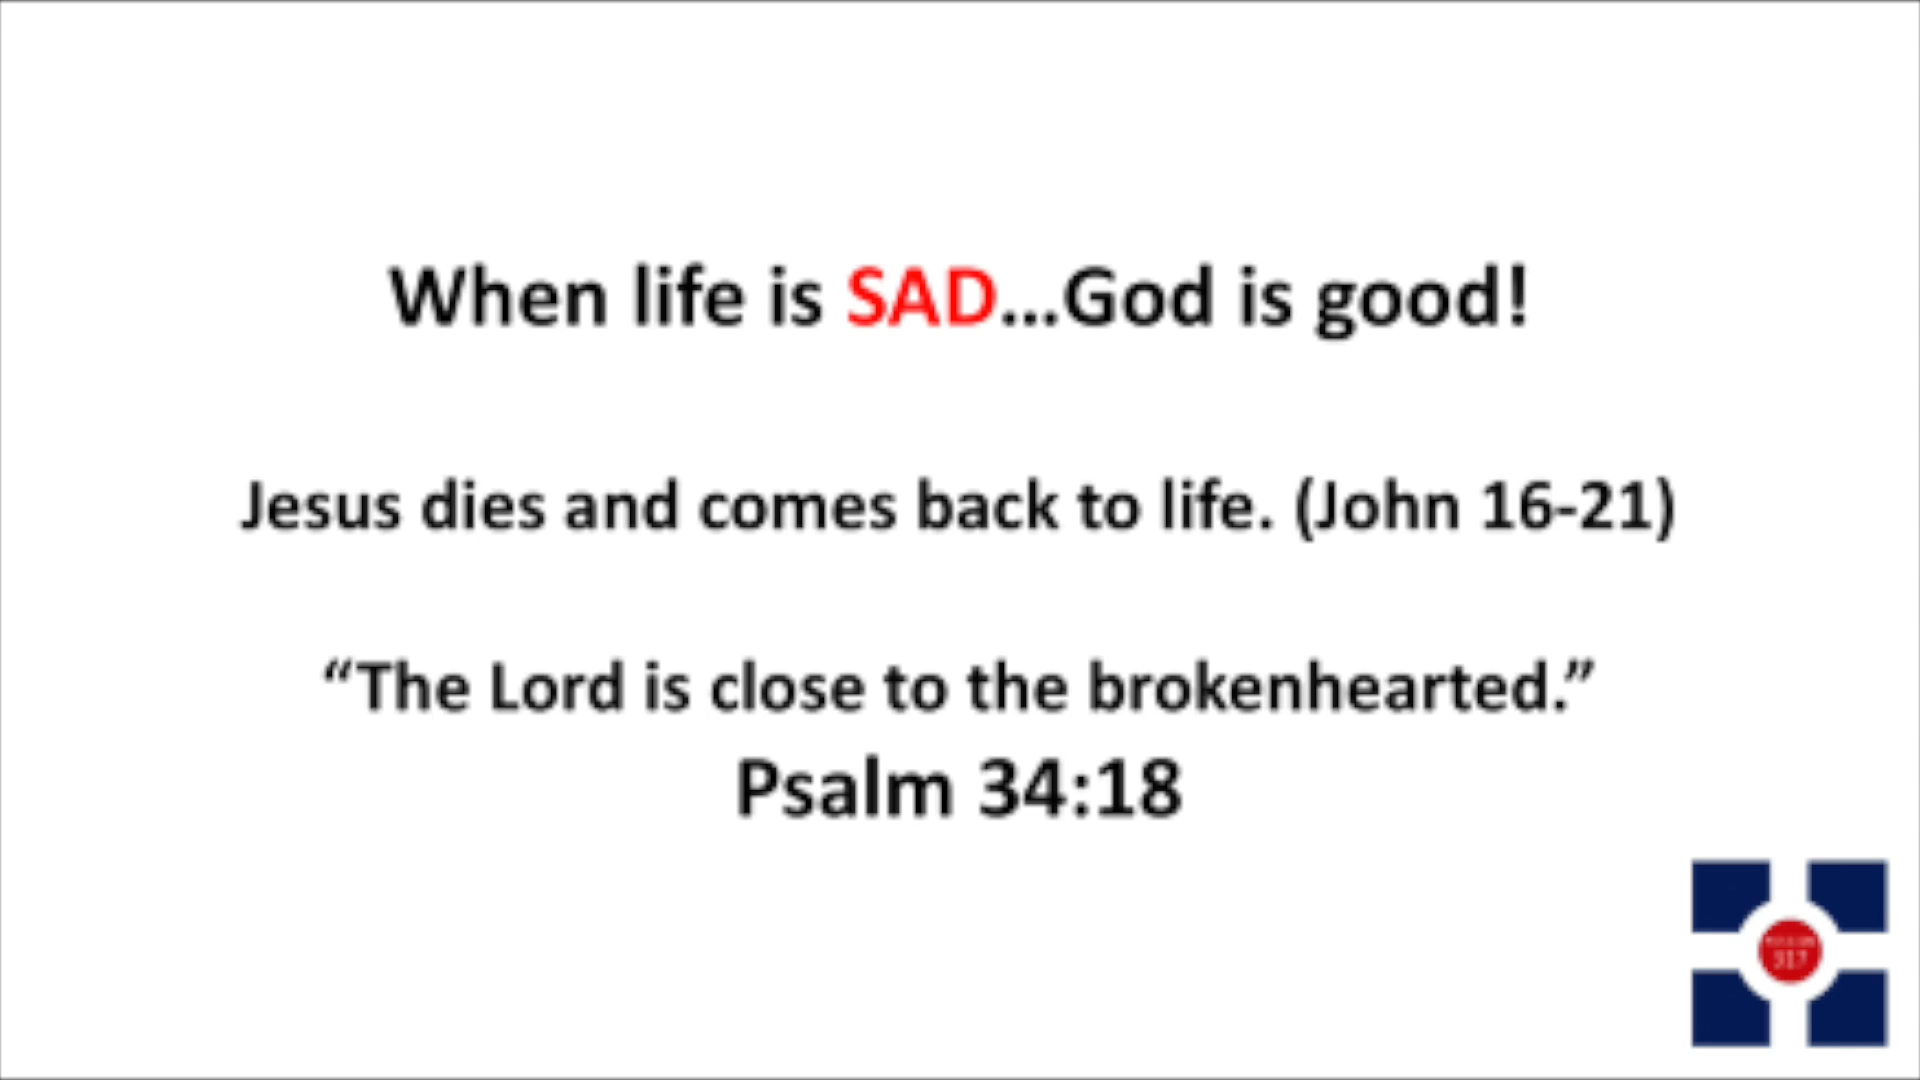 When life is SAD...God is good!
Jesus dies and comes back to life. (John 16-21)
“The Lord is close to the brokenhearted.”
Psalm 34:18
317